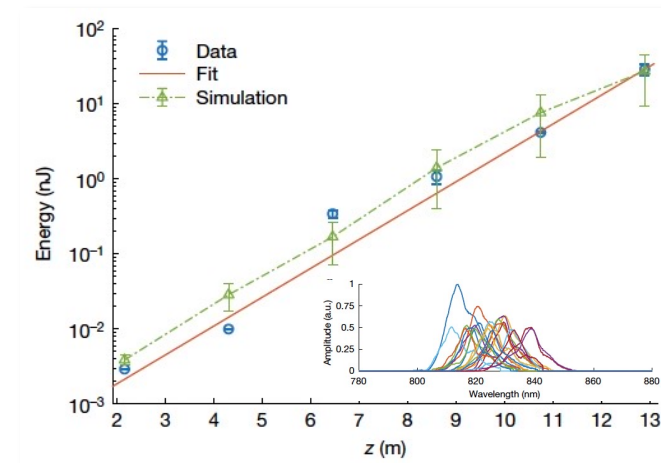 10²
10¹
10⁰
10⁻¹
10⁻²
10⁻³
Energy (nJ)
Data
Fit
Simulation
1
0.75
0.5
0.25
0
Amplitude (a.u.)
780 800 820 840 860 880
Wavelength (nm)
2 3 4 5 6 7 8 9 10 11 12 13
z (m)